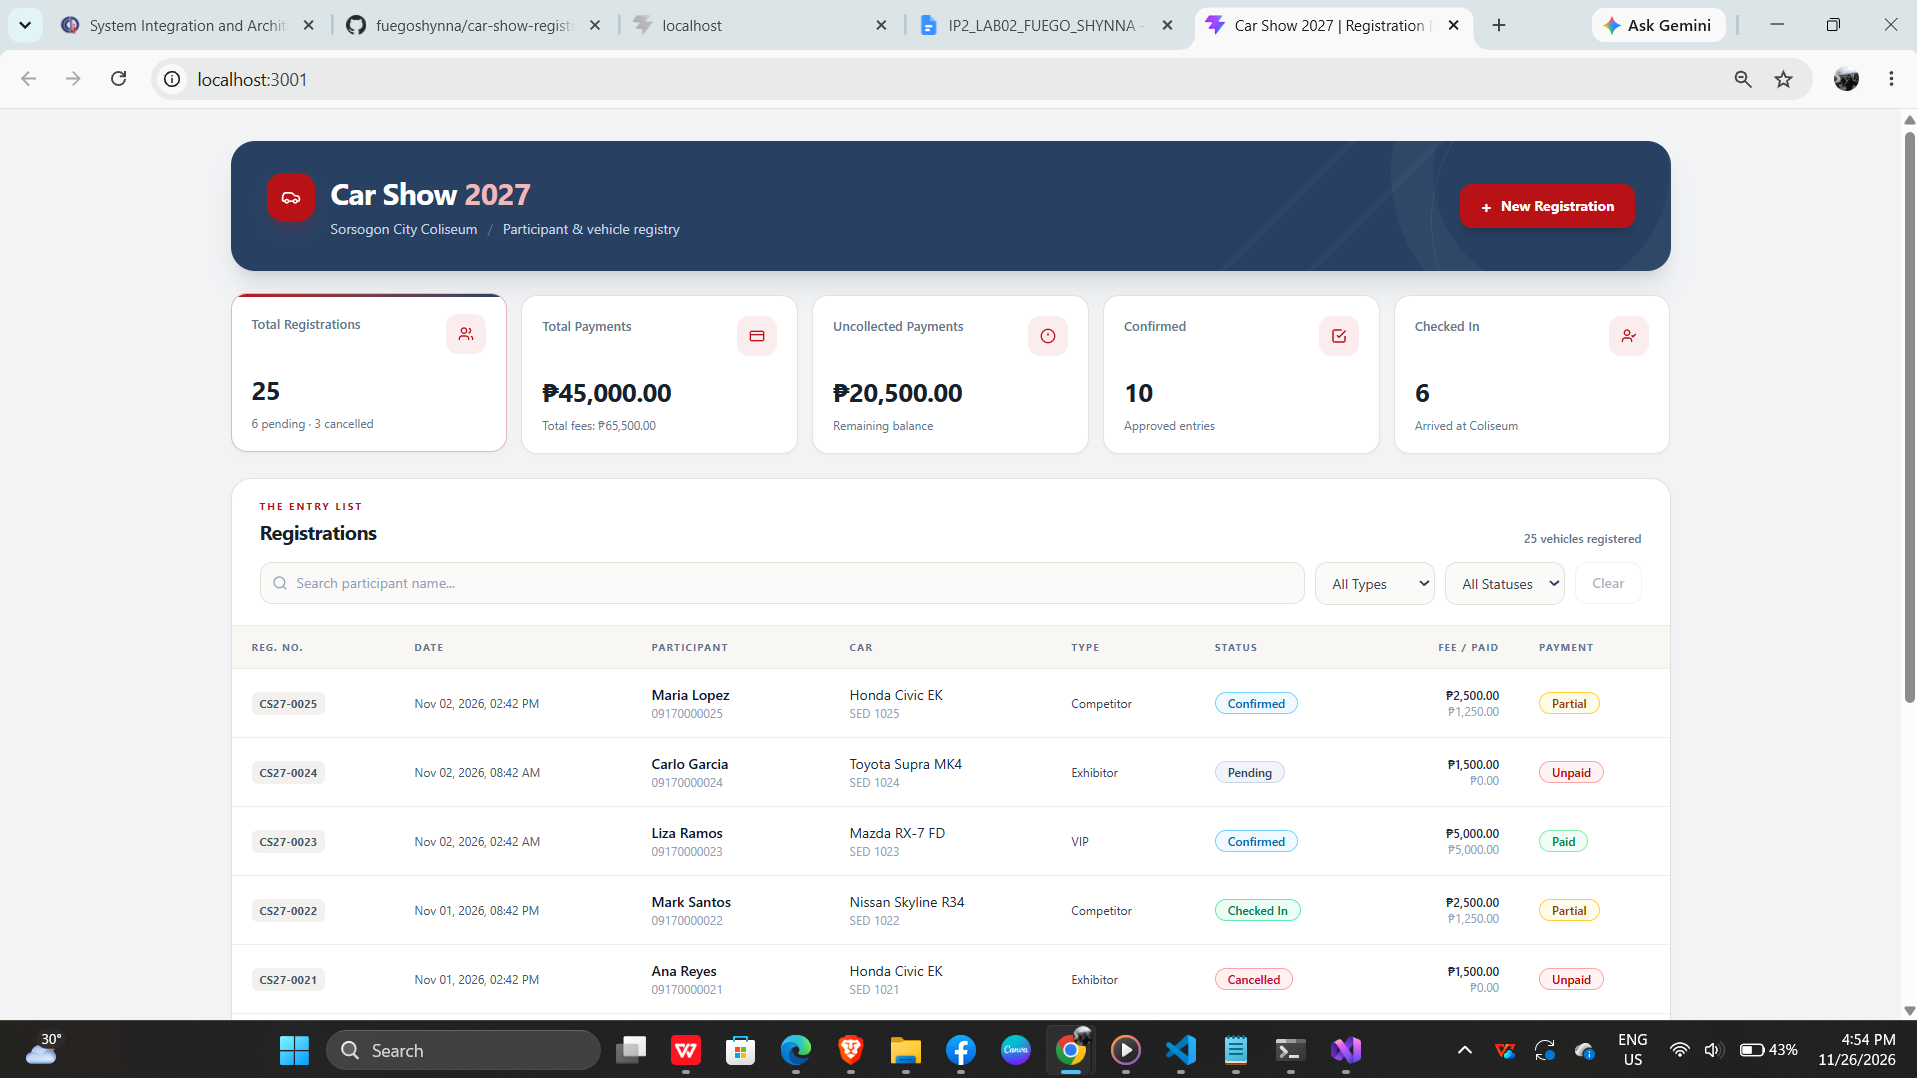 System Integration and Archit
fuegoshynna/car-show-regist
localhost
IP2_LAB02_FUEGO_SHYNNA -
Car Show 2027 | Registration
Ask Gemini
localhost:3001
Car Show 2027
Sorsogon City Coliseum / Participant & vehicle registry
+ New Registration
Total Registrations
25
6 pending · 3 cancelled
Total Payments
₱45,000.00
Total fees: ₱65,500.00
Uncollected Payments
₱20,500.00
Remaining balance
Confirmed
10
Approved entries
Checked In
6
Arrived at Coliseum
THE ENTRY LIST
Registrations
25 vehicles registered
Search participant name...
All Types
All Statuses
Clear
REG. NO. DATE PARTICIPANT CAR TYPE STATUS FEE / PAID PAYMENT
CS27-0025 Nov 02, 2026, 02:42 PM Maria Lopez Honda Civic EK Competitor Confirmed ₱2,500.00 Partial
09170000025 SED 1025 ₱1,250.00
CS27-0024 Nov 02, 2026, 08:42 AM Carlo Garcia Toyota Supra MK4 Exhibitor Pending ₱1,500.00 Unpaid
09170000024 SED 1024 ₱0.00
CS27-0023 Nov 02, 2026, 02:42 AM Liza Ramos Mazda RX-7 FD VIP Confirmed ₱5,000.00 Paid
09170000023 SED 1023 ₱5,000.00
CS27-0022 Nov 01, 2026, 08:42 PM Mark Santos Nissan Skyline R34 Competitor Checked In ₱2,500.00 Partial
09170000022 SED 1022 ₱1,250.00
CS27-0021 Nov 01, 2026, 02:42 PM Ana Reyes Honda Civic EK Exhibitor Cancelled ₱1,500.00 Unpaid
09170000021 SED 1021 ₱0.00
30°
Search
Canva
ENG
US
43%
4:54 PM
11/26/2026